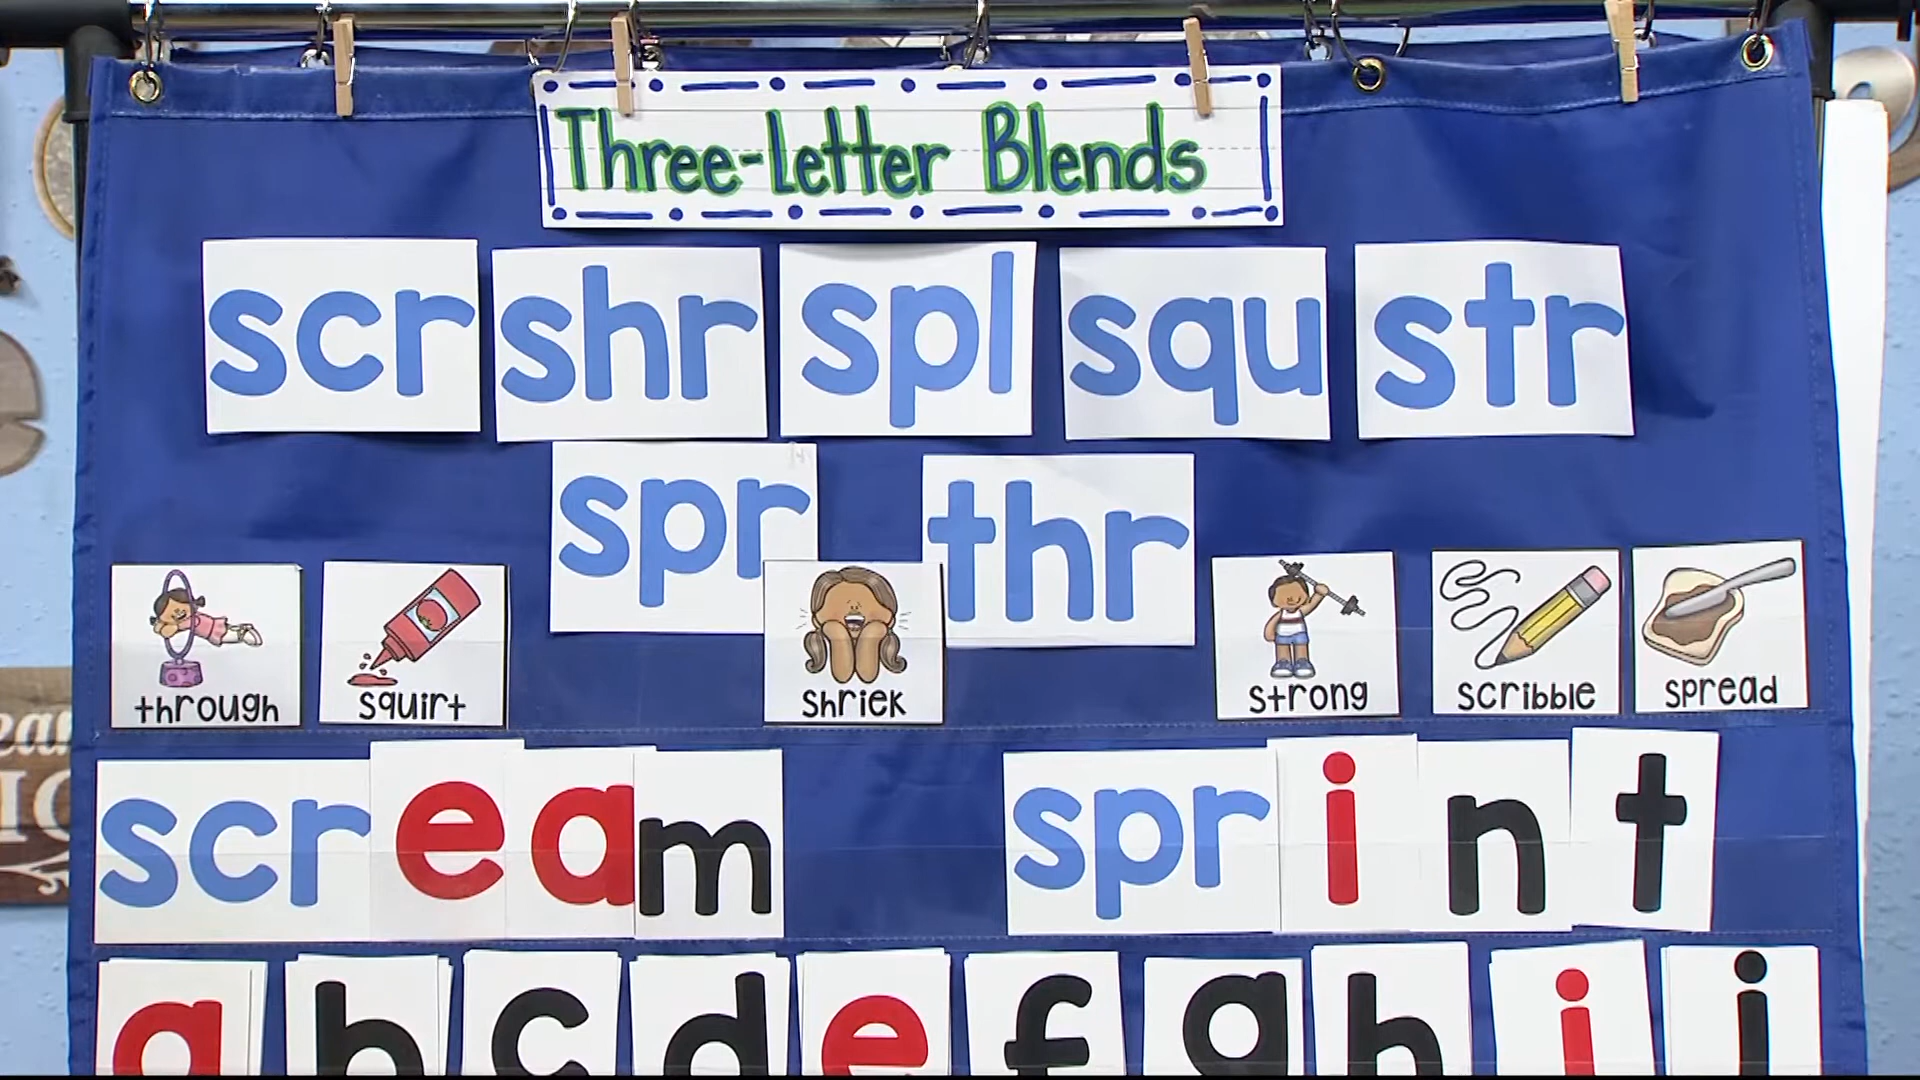 Three-Letter Blends
scr shr spl squ str
spr thr
through squirt shriek strong scribble spread
scream sprint
a b c d e f g h i j